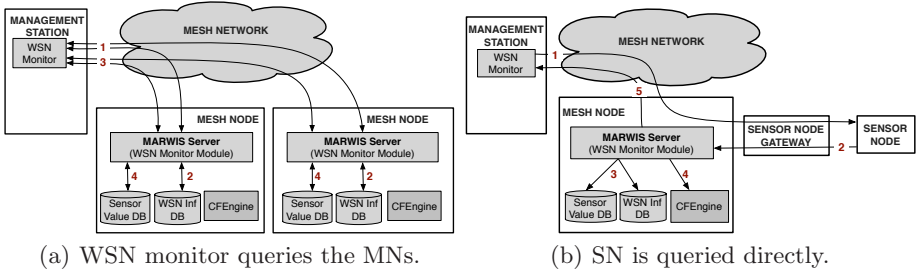 MANAGEMENT
STATION
WSN
Monitor
MESH NETWORK
1
3
MESH NODE
MARWIS Server
(WSN Monitor Module)
4
2
Sensor
Value DB
WSN Inf
DB
CFEngine
MESH NODE
MARWIS Server
(WSN Monitor Module)
4
2
Sensor
Value DB
WSN Inf
DB
CFEngine
(a) WSN monitor queries the MNs.
MANAGEMENT
STATION
WSN
Monitor
MESH NETWORK
1
5
MESH NODE
MARWIS Server
(WSN Monitor Module)
3
4
Sensor
Value DB
WSN Inf
DB
CFEngine
SENSOR NODE
GATEWAY
2
SENSOR
NODE
(b) SN is queried directly.